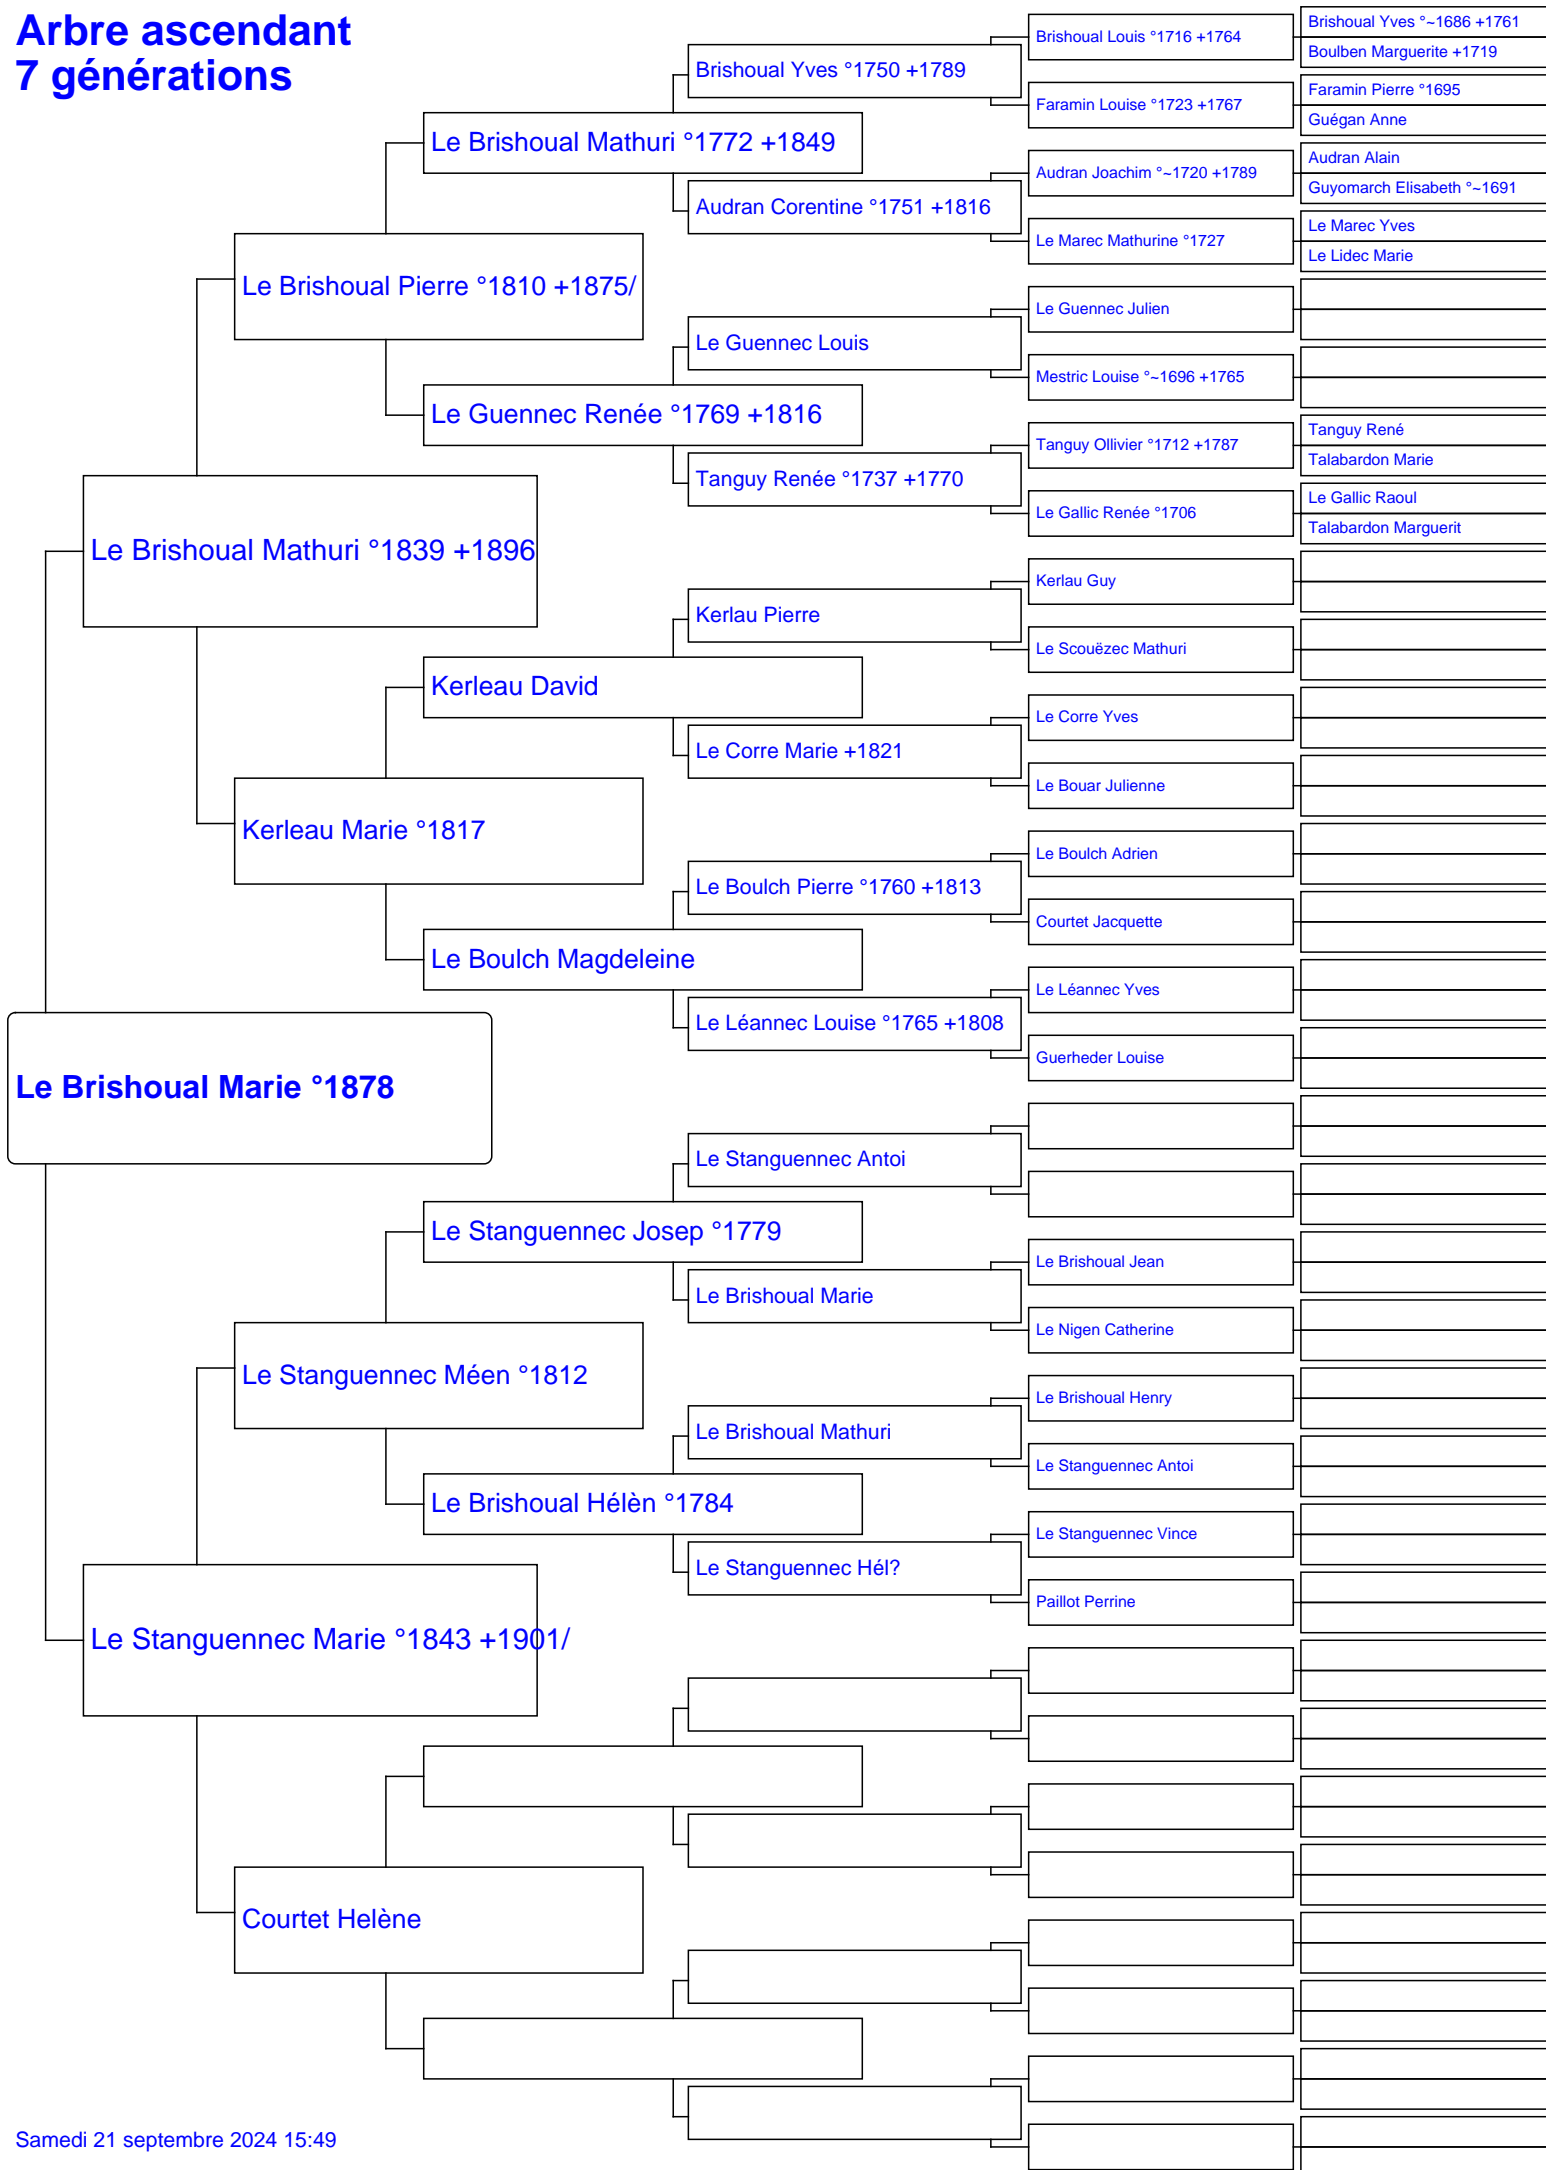 Arbre ascendant
7 générations
Brishoual Louis °1716 +1764
Brishoual Yves °~1686 +1761
Boulben Marguerite +1719
Brishoual Yves °1750 +1789
Faramin Louise °1723 +1767
Faramin Pierre °1695
Guégan Anne
Le Brishoual Mathuri °1772 +1849
Audran Joachim °~1720 +1789
Audran Alain
Guyomarch Elisabeth °~1691
Audran Corentine °1751 +1816
Le Marec Mathurine °1727
Le Marec Yves
Le Lidec Marie
Le Brishoual Pierre °1810 +1875/
Le Guennec Julien
Le Guennec Louis
Mestric Louise °~1696 +1765
Le Guennec Renée °1769 +1816
Tanguy Ollivier °1712 +1787
Tanguy René
Talabardon Marie
Tanguy Renée °1737 +1770
Le Gallic Renée °1706
Le Gallic Raoul
Talabardon Marguerit
Le Brishoual Mathuri °1839 +1896
Kerlau Guy
Kerlau Pierre
Le Scouëzec Mathuri
Kerleau David
Le Corre Yves
Le Corre Marie +1821
Le Bouar Julienne
Kerleau Marie °1817
Le Boulch Adrien
Le Boulch Pierre °1760 +1813
Courtet Jacquette
Le Boulch Magdeleine
Le Léannec Yves
Le Léannec Louise °1765 +1808
Guerheder Louise
Le Brishoual Marie °1878
Le Stanguennec Antoi
Le Stanguennec Josep °1779
Le Brishoual Jean
Le Brishoual Marie
Le Nigen Catherine
Le Stanguennec Méen °1812
Le Brishoual Henry
Le Brishoual Mathuri
Le Stanguennec Antoi
Le Brishoual Hélèn °1784
Le Stanguennec Vince
Le Stanguennec Hél?
Paillot Perrine
Le Stanguennec Marie °1843 +1901/
Courtet Helène
Samedi 21 septembre 2024 15:49